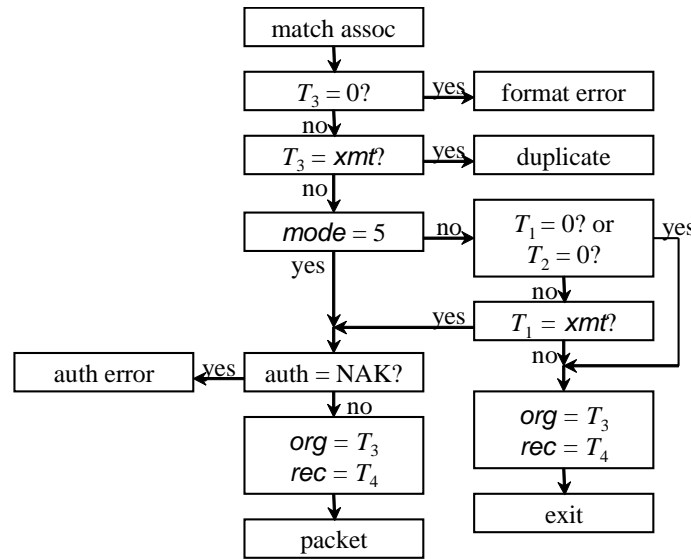 match assoc
T3 = 0?
yes
format error
no
T3 = xmt?
yes
duplicate
no
mode = 5
no
T1 = 0? or
T2 = 0?
yes
yes
no
yes
T1 = xmt?
no
auth error
yes
auth = NAK?
no
org = T3
rec = T4
org = T3
rec = T4
packet
exit